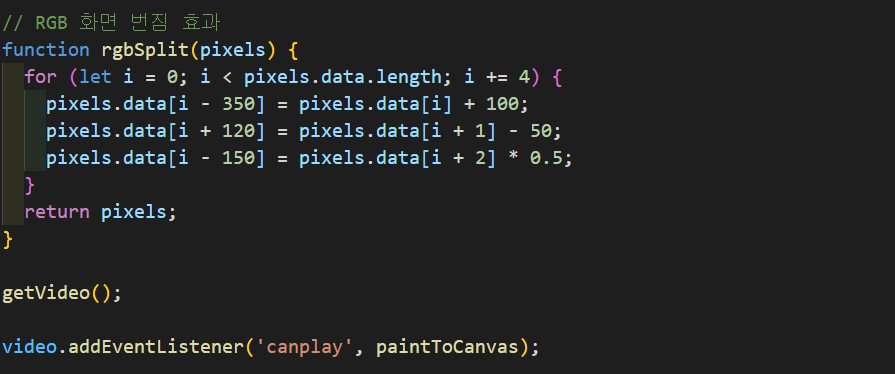 // RGB 화면 번짐 효과
function rgbSplit(pixels) {
  for (let i = 0; i < pixels.data.length; i += 4) {
    pixels.data[i - 350] = pixels.data[i] + 100;
    pixels.data[i + 120] = pixels.data[i + 1] - 50;
    pixels.data[i - 150] = pixels.data[i + 2] * 0.5;
  }
  return pixels;
}
getVideo();
video.addEventListener('canplay', paintToCanvas);